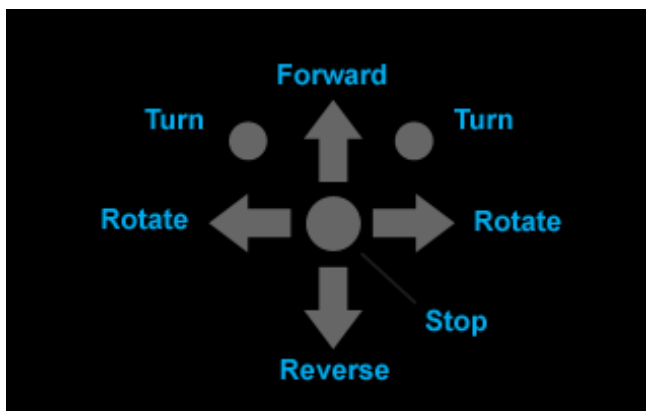 Forward
Turn
Turn
Rotate
Rotate
Stop
Reverse